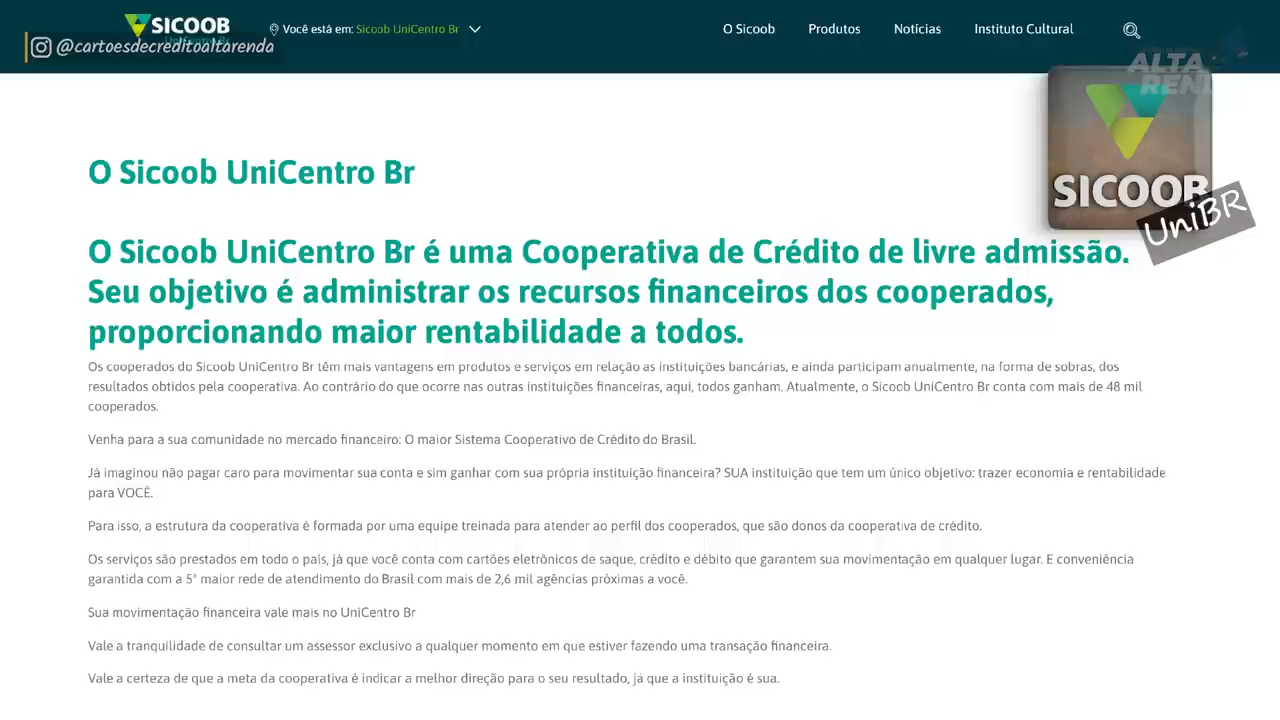 SICOOB
UniCentro Br
@cartoesdecreditoaltarenda
Você está em: Sicoob UniCentro Br
O Sicoob
Produtos
Notícias
Instituto Cultural
ALTA
SICOOB
UniBR
O Sicoob UniCentro Br
O Sicoob UniCentro Br é uma Cooperativa de Crédito de livre admissão.
Seu objetivo é administrar os recursos financeiros dos cooperados,
proporcionando maior rentabilidade a todos.
Os cooperados do Sicoob UniCentro Br têm mais vantagens em produtos e serviços em relação as instituições bancárias, e ainda participam anualmente, na forma de sobras, dos
resultados obtidos pela cooperativa. Ao contrário do que ocorre nas outras instituições financeiras, aqui, todos ganham. Atualmente, o Sicoob UniCentro Br conta com mais de 48 mil
cooperados.
Venha para a sua comunidade no mercado financeiro: O maior Sistema Cooperativo de Crédito do Brasil.
Já imaginou não pagar caro para movimentar sua conta e sim ganhar com sua própria instituição financeira? SUA instituição que tem um único objetivo: trazer economia e rentabilidade
para VOCÊ.
Para isso, a estrutura da cooperativa é formada por uma equipe treinada para atender ao perfil dos cooperados, que são donos da cooperativa de crédito.
Os serviços são prestados em todo o país, já que você conta com cartões eletrônicos de saque, crédito e débito que garantem sua movimentação em qualquer lugar. E conveniência
garantida com a 5ª maior rede de atendimento do Brasil com mais de 2,6 mil agências próximas a você.
Sua movimentação financeira vale mais no UniCentro Br
Vale a tranquilidade de consultar um assessor exclusivo a qualquer momento em que estiver fazendo uma transação financeira.
Vale a certeza de que a meta da cooperativa é indicar a melhor direção para o seu resultado, já que a instituição é sua.